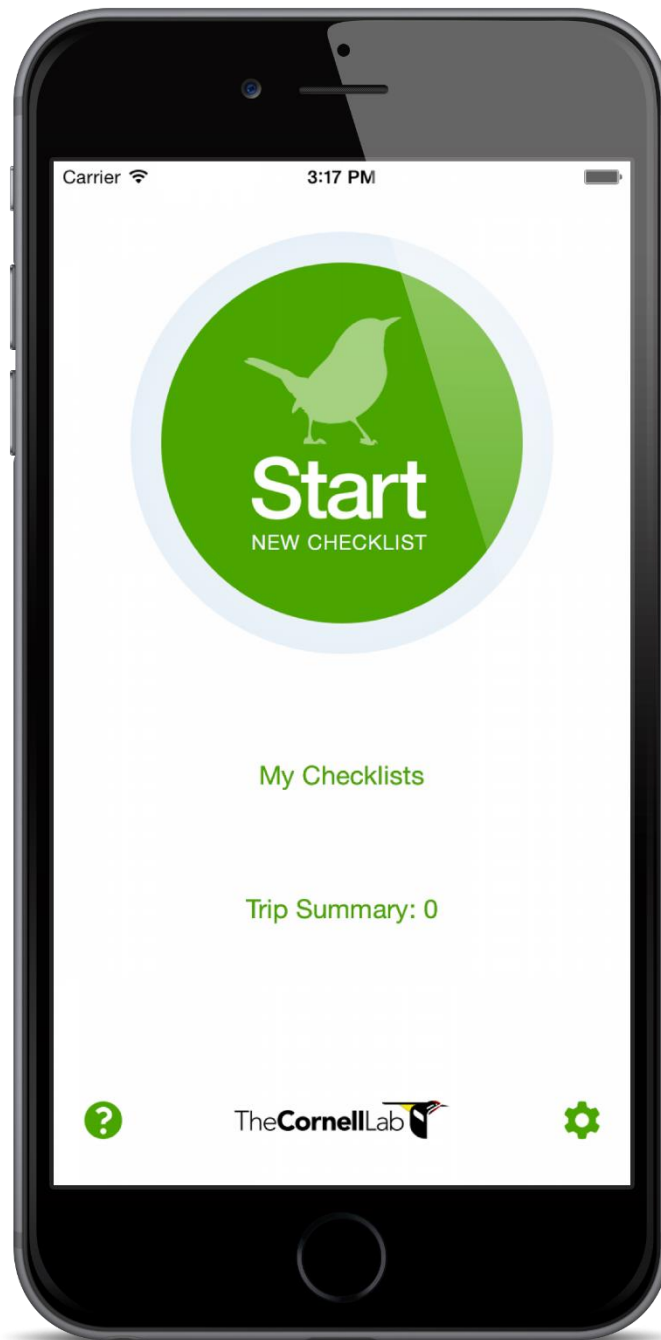 Carrier 3:17 PM
Start
NEW CHECKLIST
My Checklists
Trip Summary: 0
?
TheCornellLab